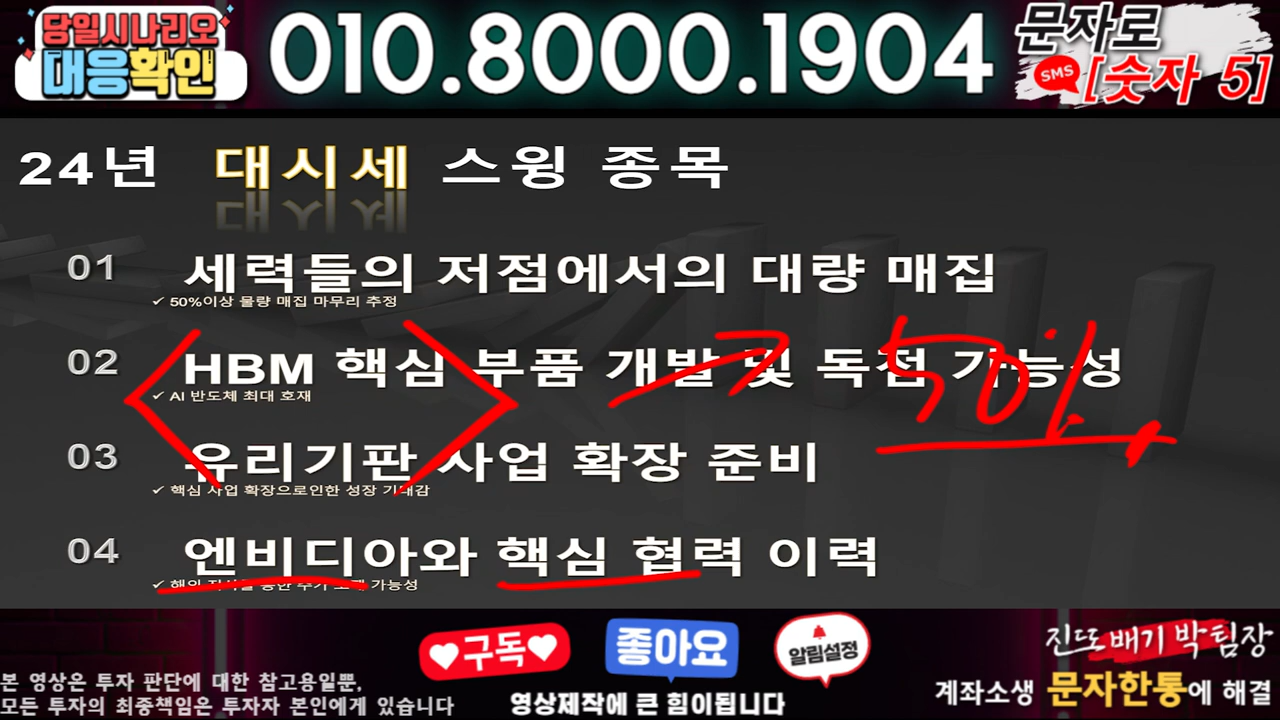 당일시나리오
대응확인
010.8000.1904
문자로
SMS [숫자 5]
24년 대시세 스윙 종목
01 세력들의 저점에서의 대량 매집
✓ 50%이상 물량 매집 마무리 추정
02 HBM 핵심 부품 개발 및 독점 가능성
✓ AI 반도체 최대 호재
50%
03 유리기판 사업 확장 준비
✓ 핵심 사업 확장으로인한 성장 기대감
04 엔비디아와 핵심 협력 이력
✓ 가능성
구독
좋아요
알림설정
영상제작에 큰 힘이됩니다
본 영상은 투자 판단에 대한 참고용일뿐,
모든 투자의 최종책임은 투자자 본인에게 있습니다
진또배기 박팀장
계좌소생 문자한통에 해결